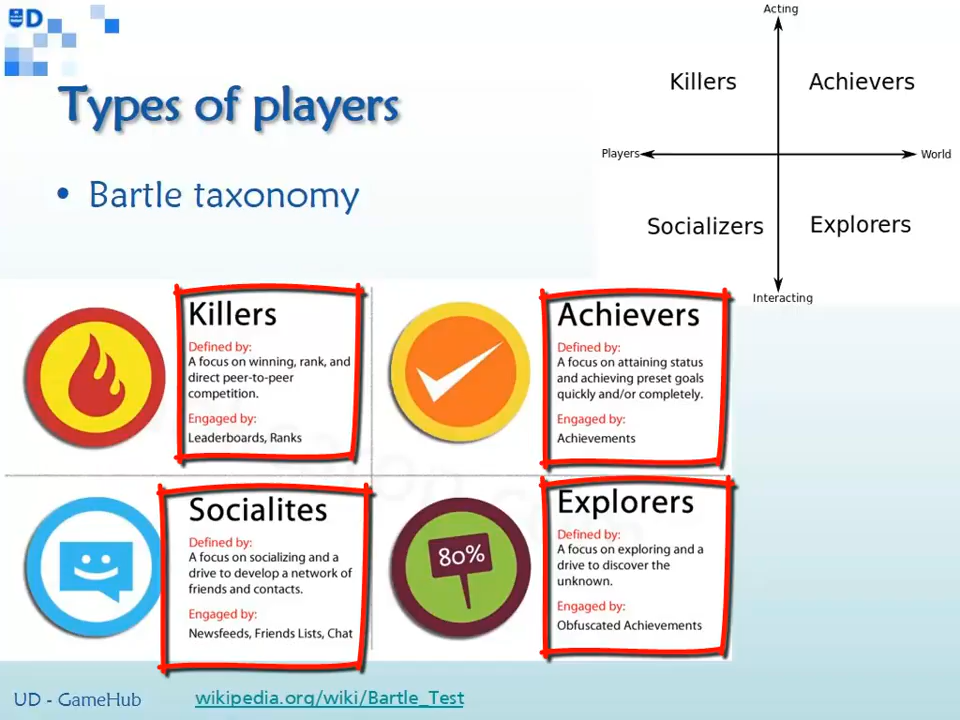 UD
Types of players
• Bartle taxonomy
Acting
Killers
Achievers
Players
World
Socializers
Explorers
Interacting
Killers
Defined by:
A focus on winning, rank, and
direct peer-to-peer
competition.
Engaged by:
Leaderboards, Ranks
Achievers
Defined by:
A focus on attaining status
and achieving preset goals
quickly and/or completely.
Engaged by:
Achievements
Socialites
Defined by:
A focus on socializing and a
drive to develop a network of
friends and contacts.
Engaged by:
Newsfeeds, Friends Lists, Chat
80%
Explorers
Defined by:
A focus on exploring and a
drive to discover the
unknown.
Engaged by:
Obfuscated Achievements
UD - GameHub
wikipedia.org/wiki/Bartle_Test